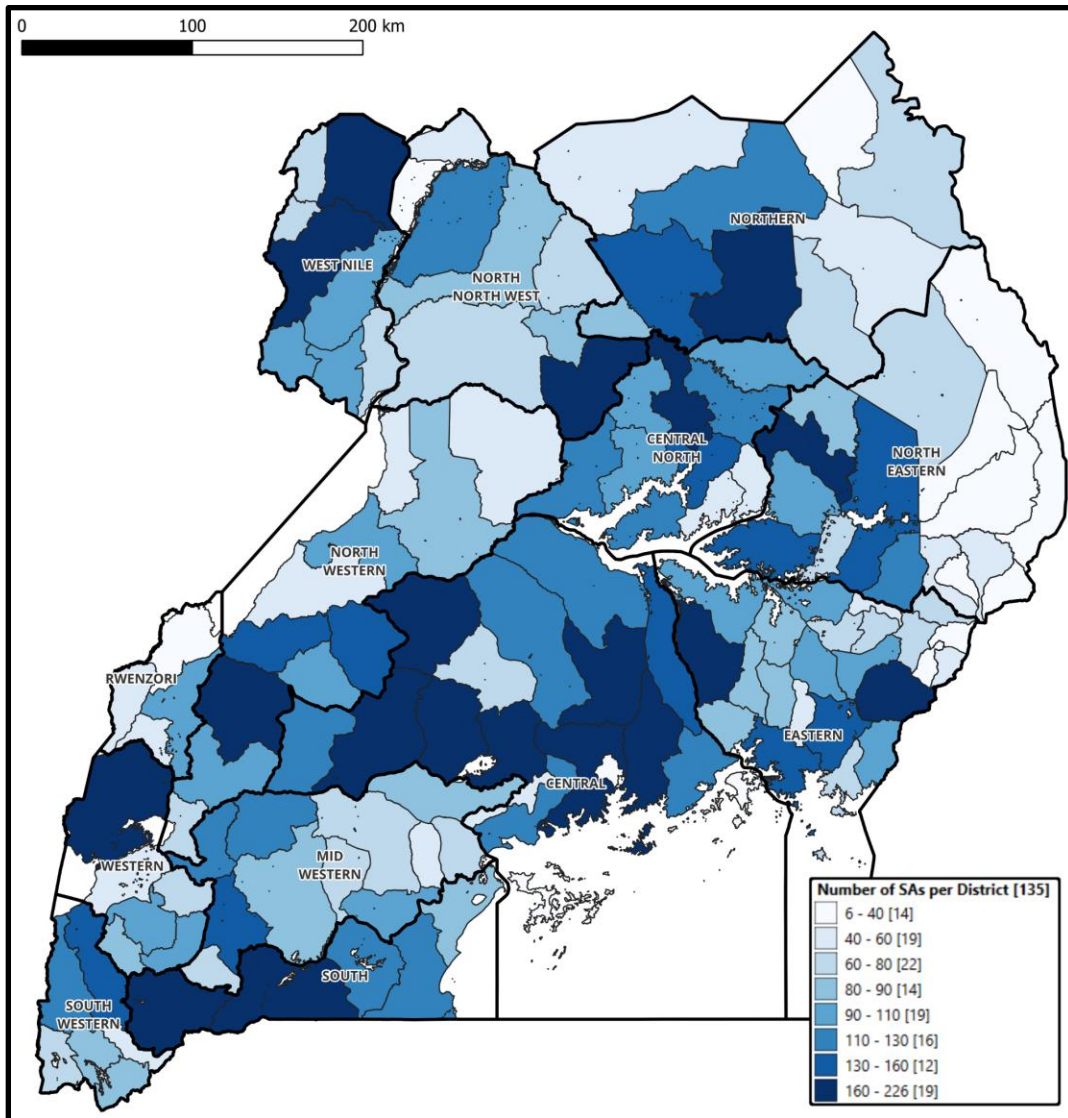 0
100
200 km
NORTHERN
WEST NILE
NORTH
NORTH WEST
CENTRAL
NORTH
NORTH
EASTERN
NORTH
WESTERN
RWENZORI
EASTERN
CENTRAL
WESTERN
MID
WESTERN
SOUTH
SOUTH
WESTERN
Number of SAs per District [135]
6 - 40 [14]
40 - 60 [19]
60 - 80 [22]
80 - 90 [14]
90 - 110 [19]
110 - 130 [16]
130 - 160 [12]
160 - 226 [19]